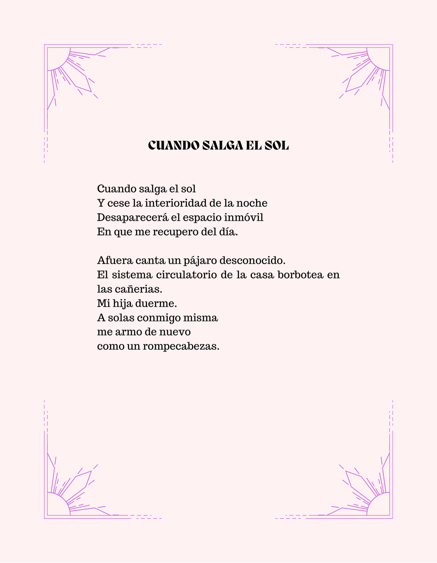 CUANDO SALGA EL SOL
Cuando salga el sol
Y cese la interioridad de la noche
Desaparecerá el espacio inmóvil
En que me recupero del día.
Afuera canta un pájaro desconocido.
El sistema circulatorio de la casa borbotea en
las cañerias.
Mi hija duerme.
A solas conmigo misma
me armo de nuevo
como un rompecabezas.